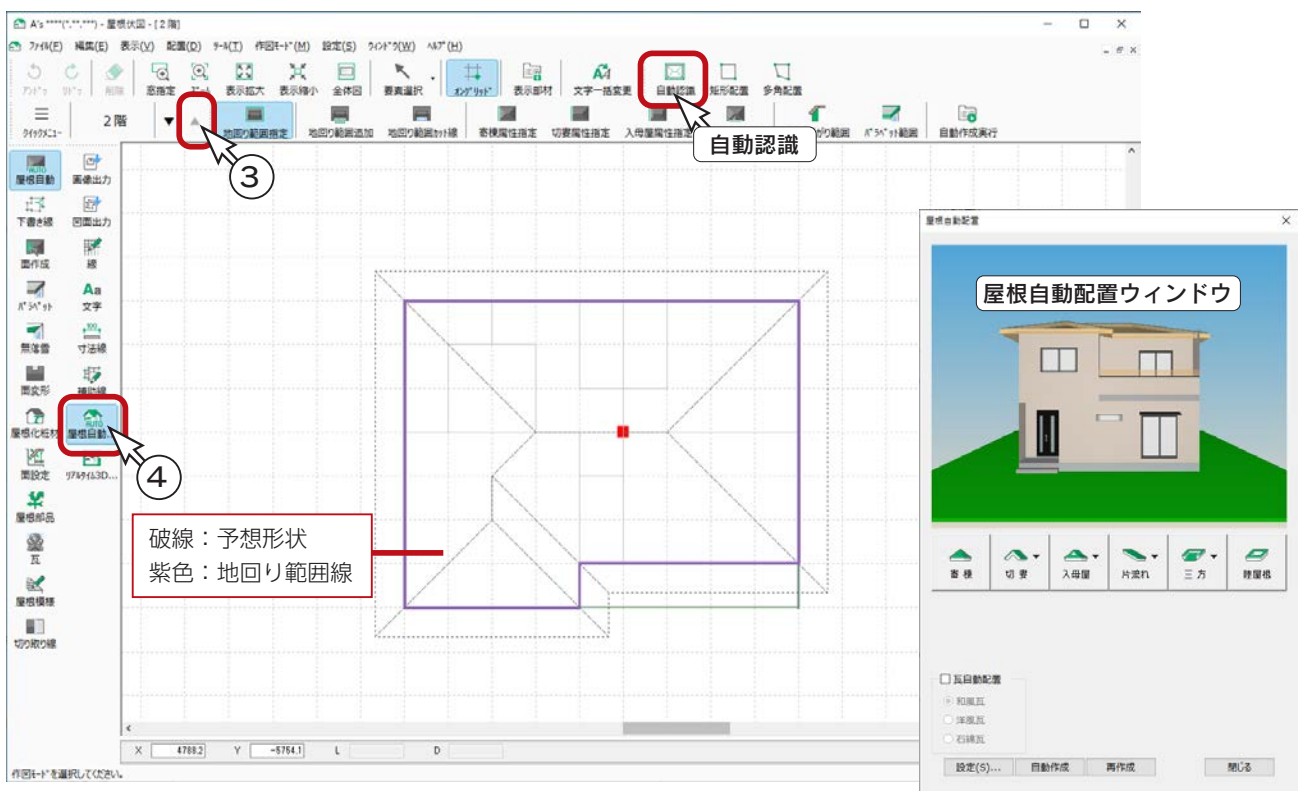 A's ****(*.**.***) - 屋根伏図 - [2 階]
ﾌｧｲﾙ(E) 編集(E) 表示(V) 配置(D) ﾂｰﾙ(T) 作図ﾓｰﾄﾞ(M) 設定(S) ｳｨﾝﾄﾞｳ(W) ﾍﾙﾌﾟ(H)
削除 窓指定 表示拡大 表示縮小 全体図 要素選択 ｵﾝｸﾞﾘｯﾄﾞ 表示部材 文字一括変更 自動認識 矩形配置 多角配置
ｸｲｯｸﾒﾆｭｰ 2 階 ▼ ▲ 地回り範囲指定 地回り範囲追加 地回り範囲ｶｯﾄ線 寄棟属性指定 切妻属性指定 入母屋属性指定 がり範囲 ﾊﾟﾗﾍﾟｯﾄ範囲 自動作成実行
自動認識
③
屋根自動 画像出力
下書き線 図面出力
面作成 線
ﾊﾟﾗﾍﾟｯﾄ 文字
無落雪 寸法線
面変形 補助線
屋根化粧材 屋根自動...
面設定 ﾘｱﾙﾀｲﾑ3D...
屋根部品
瓦
屋根模様
切り取り線
④
破線：予想形状
紫色：地回り範囲線
X 4788.2 Y -5764.1 L D
作図ﾓｰﾄﾞを選択してください。
屋根自動配置
屋根自動配置ウィンドウ
寄 棟 切 妻 入母屋 片流れ 三 方 陸屋根
瓦自動配置
和風瓦
洋風瓦
石綿瓦
設定(S)... 自動作成 再作成 閉じる